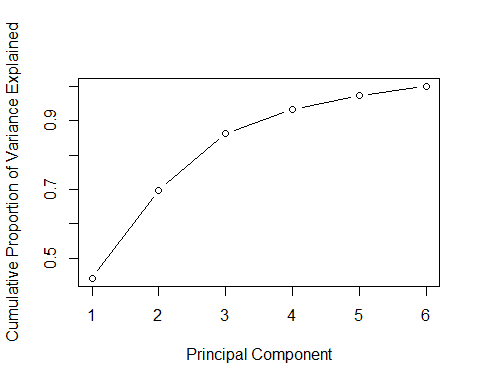 Cumulative Proportion of Variance Explained
0.9
0.7
0.5
1 2 3 4 5 6
Principal Component